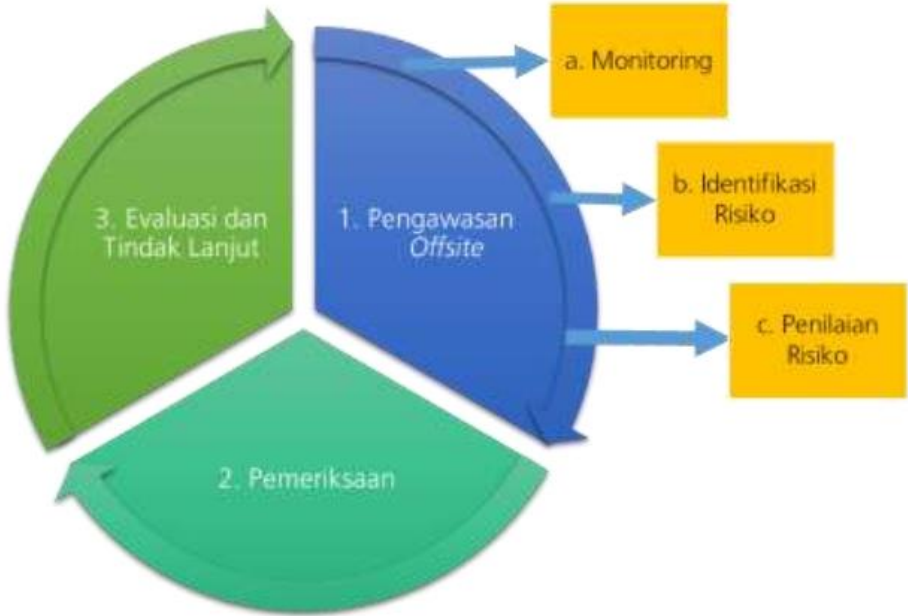 a. Monitoring
b. Identifikasi
Risiko
c. Penilaian
Risiko
1. Pengawasan
Offsite
2. Pemeriksaan
3. Evaluasi dan
Tindak Lanjut